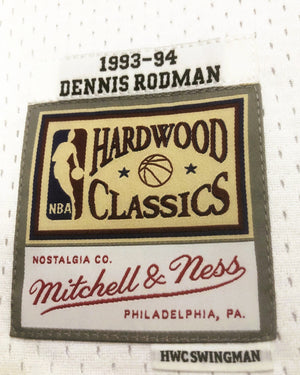 1993-94
DENNIS RODMAN
NBA
HARDWOOD
CLASSICS
NOSTALGIA CO.
Mitchell & Ness
PHILADELPHIA, PA.
HWC SWINGMAN